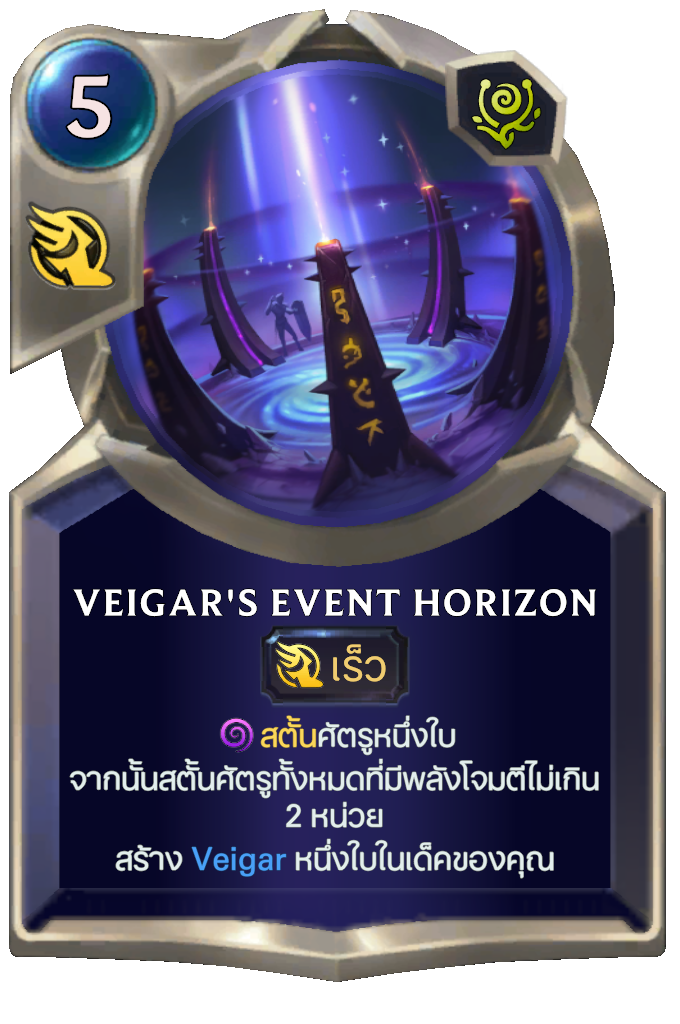 5
VEIGAR'S EVENT HORIZON
เร็ว
สตั้นศัตรูหนึ่งใบ
จากนั้นสตั้นศัตรูทั้งหมดที่มีพลังโจมตีไม่เกิน
2 หน่วย
สร้าง Veigar หนึ่งใบในเด็คของคุณ